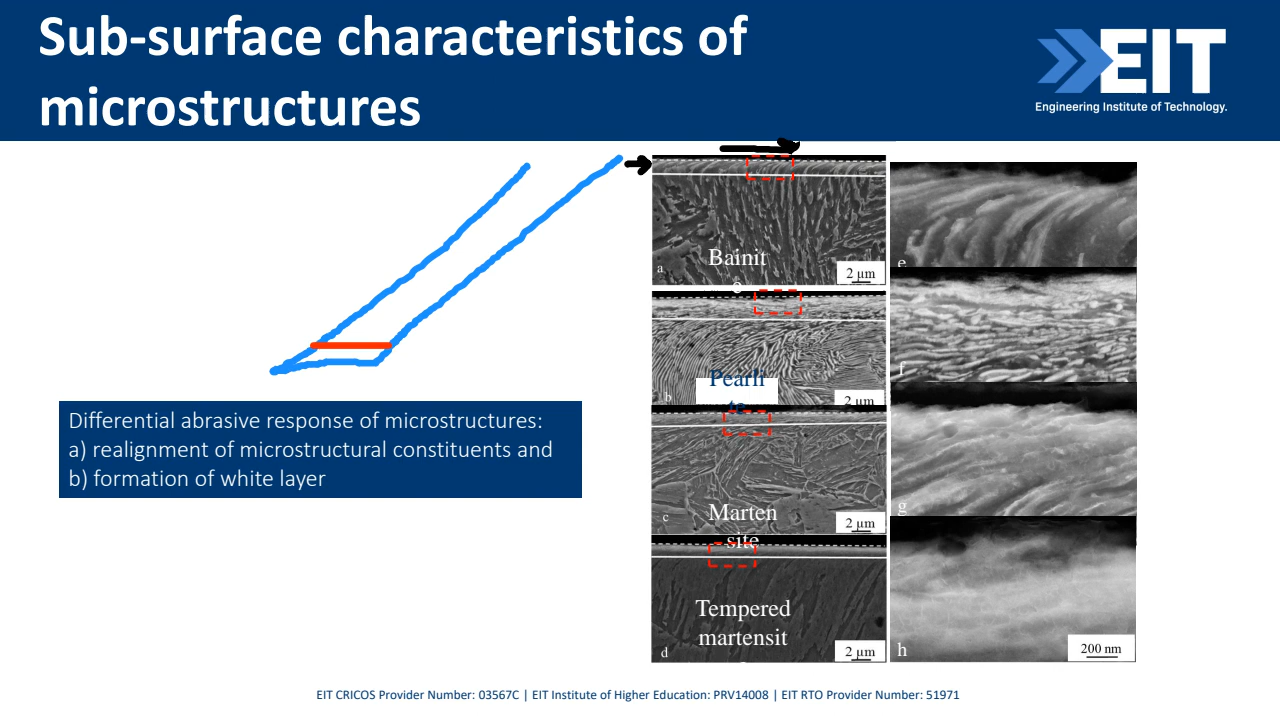 Sub-surface characteristics of
microstructures
EIT
Engineering Institute of Technology.
Differential abrasive response of microstructures:
a) realignment of microstructural constituents and
b) formation of white layer
Bainit
e
a
2 µm
e
Pearli
te
b
2 µm
f
Marten
site
c
2 µm
g
Tempered
martensit
d
2 µm
h
200 nm
EIT CRICOS Provider Number: 03567C | EIT Institute of Higher Education: PRV14008 | EIT RTO Provider Number: 51971